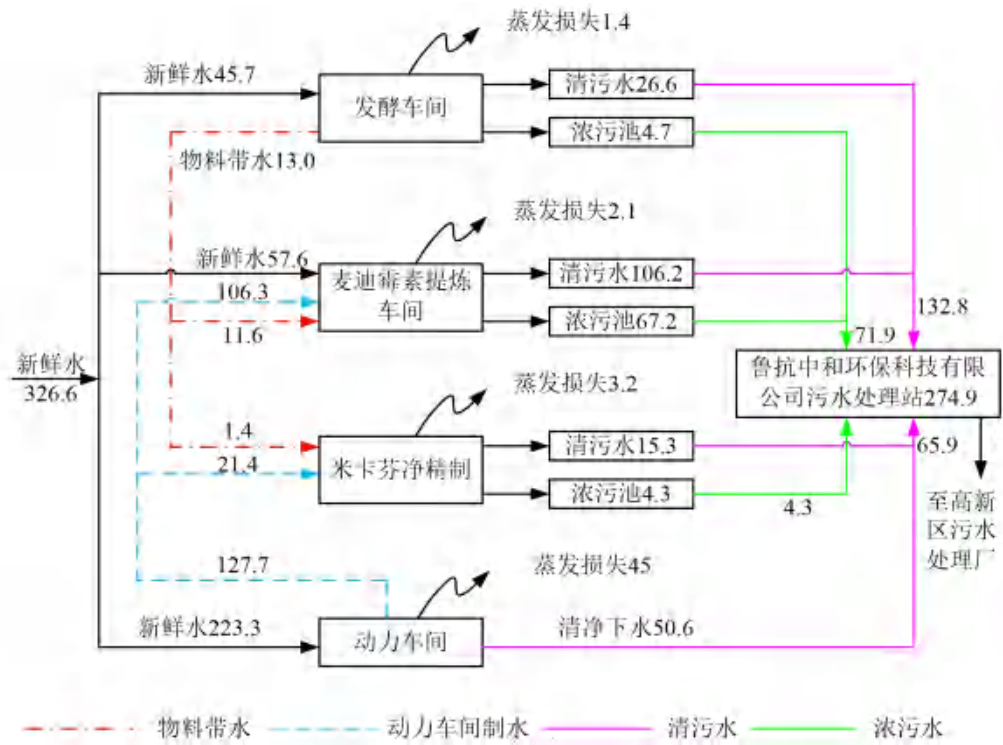 蒸发损失1.4
新鲜水45.7
发酵车间
清污水26.6
浓污池4.7
物料带水13.0
蒸发损失2.1
新鲜水57.6
106.3
11.6
麦迪霉素提炼
车间
清污水106.2
浓污池67.2
132.8
71.9
新鲜水
326.6
鲁抗中和环保科技有限
公司污水处理站274.9
蒸发损失3.2
1.4
21.4
米卡芬净精制
清污水15.3
浓污池4.3
65.9
4.3
至高新
区污水
处理厂
127.7
蒸发损失45
新鲜水223.3
动力车间
清净下水50.6
物料带水
动力车间制水
清污水
浓污水